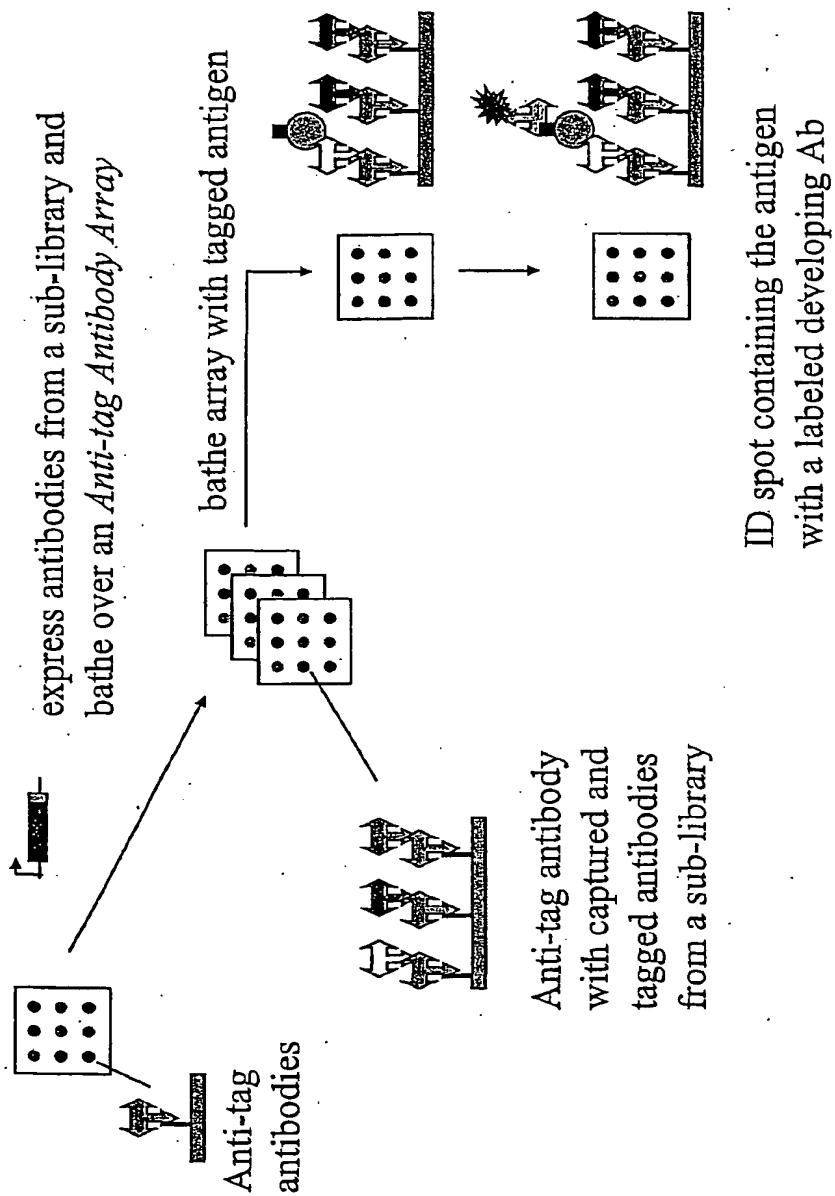 express antibodies from a sub-library and
bathe over an Anti-tag Antibody Array
Anti-tag
antibodies
bathe array with tagged antigen
Anti-tag antibody
with captured and
tagged antibodies
from a sub-library
ID spot containing the antigen
with a labeled developing Ab